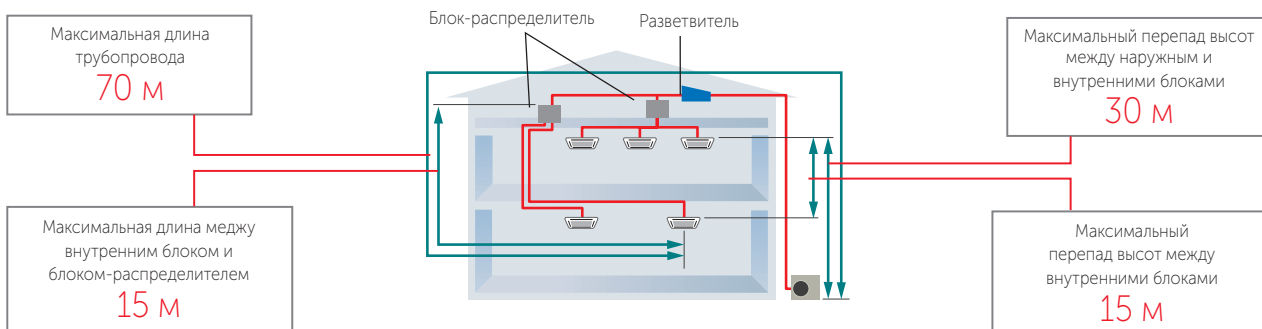 Блок-распределитель
Разветвитель
Максимальная длина
трубопровода
70 м
Максимальная длина меджу
внутренним блоком и
блоком-распределителем
15 м
Максимальный перепад высот
между наружным и
внутренними блоками
30 м
Максимальный
перепад высот между
внутренними блоками
15 м